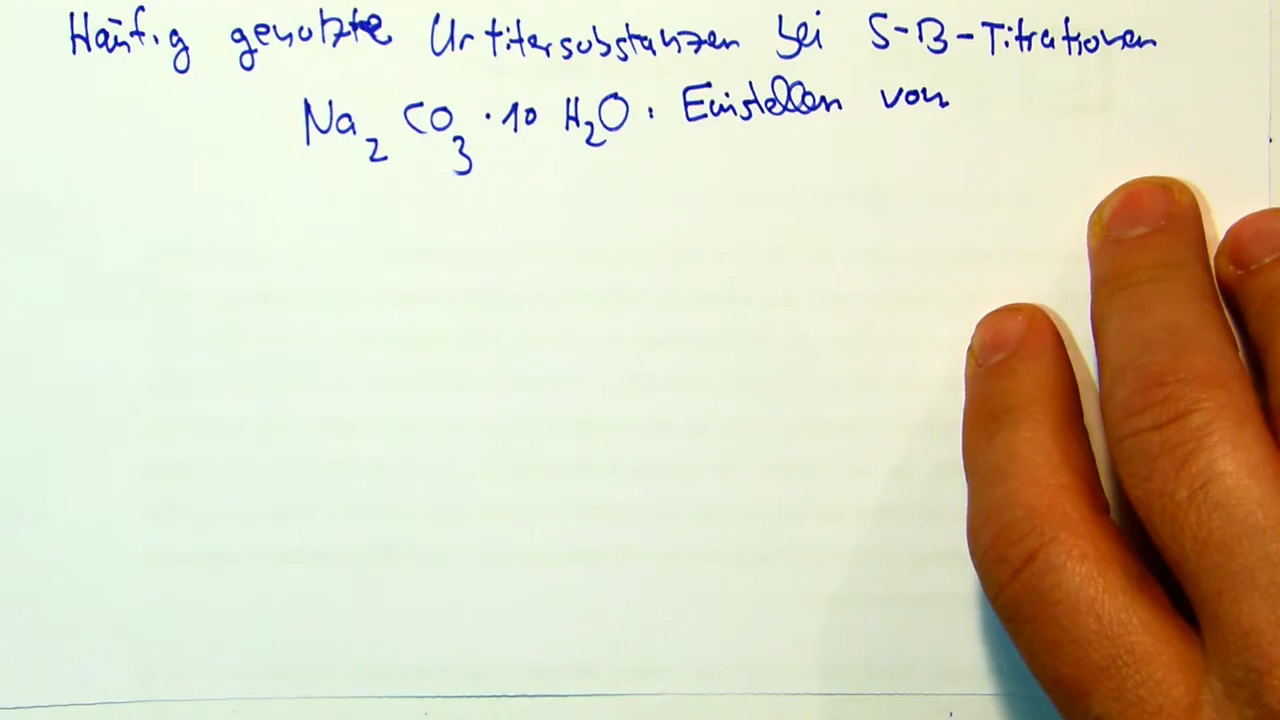 Häufig genutzte Urtitersubstanzen bei S-B-Titrationen
Na₂CO₃ · 10 H₂O : Einstellen von